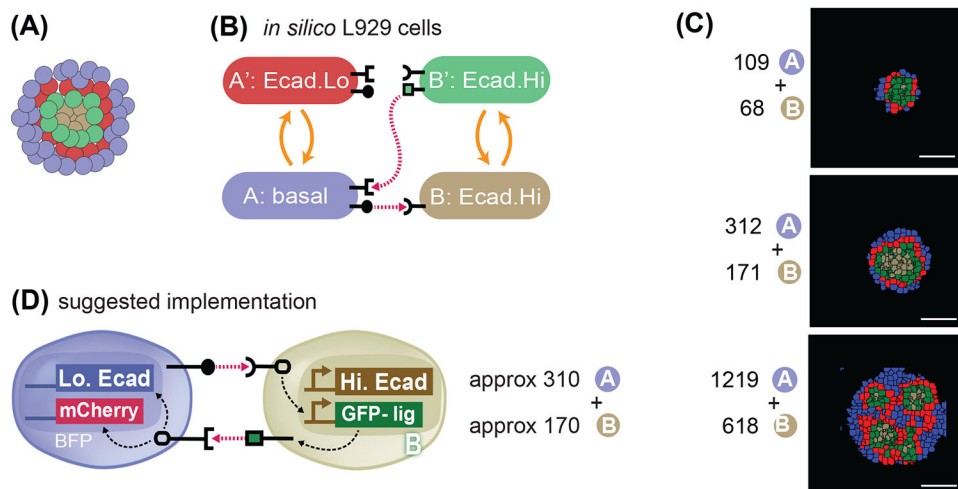 (A)
(B) in silico L929 cells
A’: Ecad.Lo
B’: Ecad.Hi
A: basal
B: Ecad.Hi
(C)
109 A
+
68 B
312 A
+
171 B
1219 A
+
618 B
(D) suggested implementation
Lo. Ecad
mCherry
BFP
Hi. Ecad
GFP- lig
B
approx 310 A
+
approx 170 B